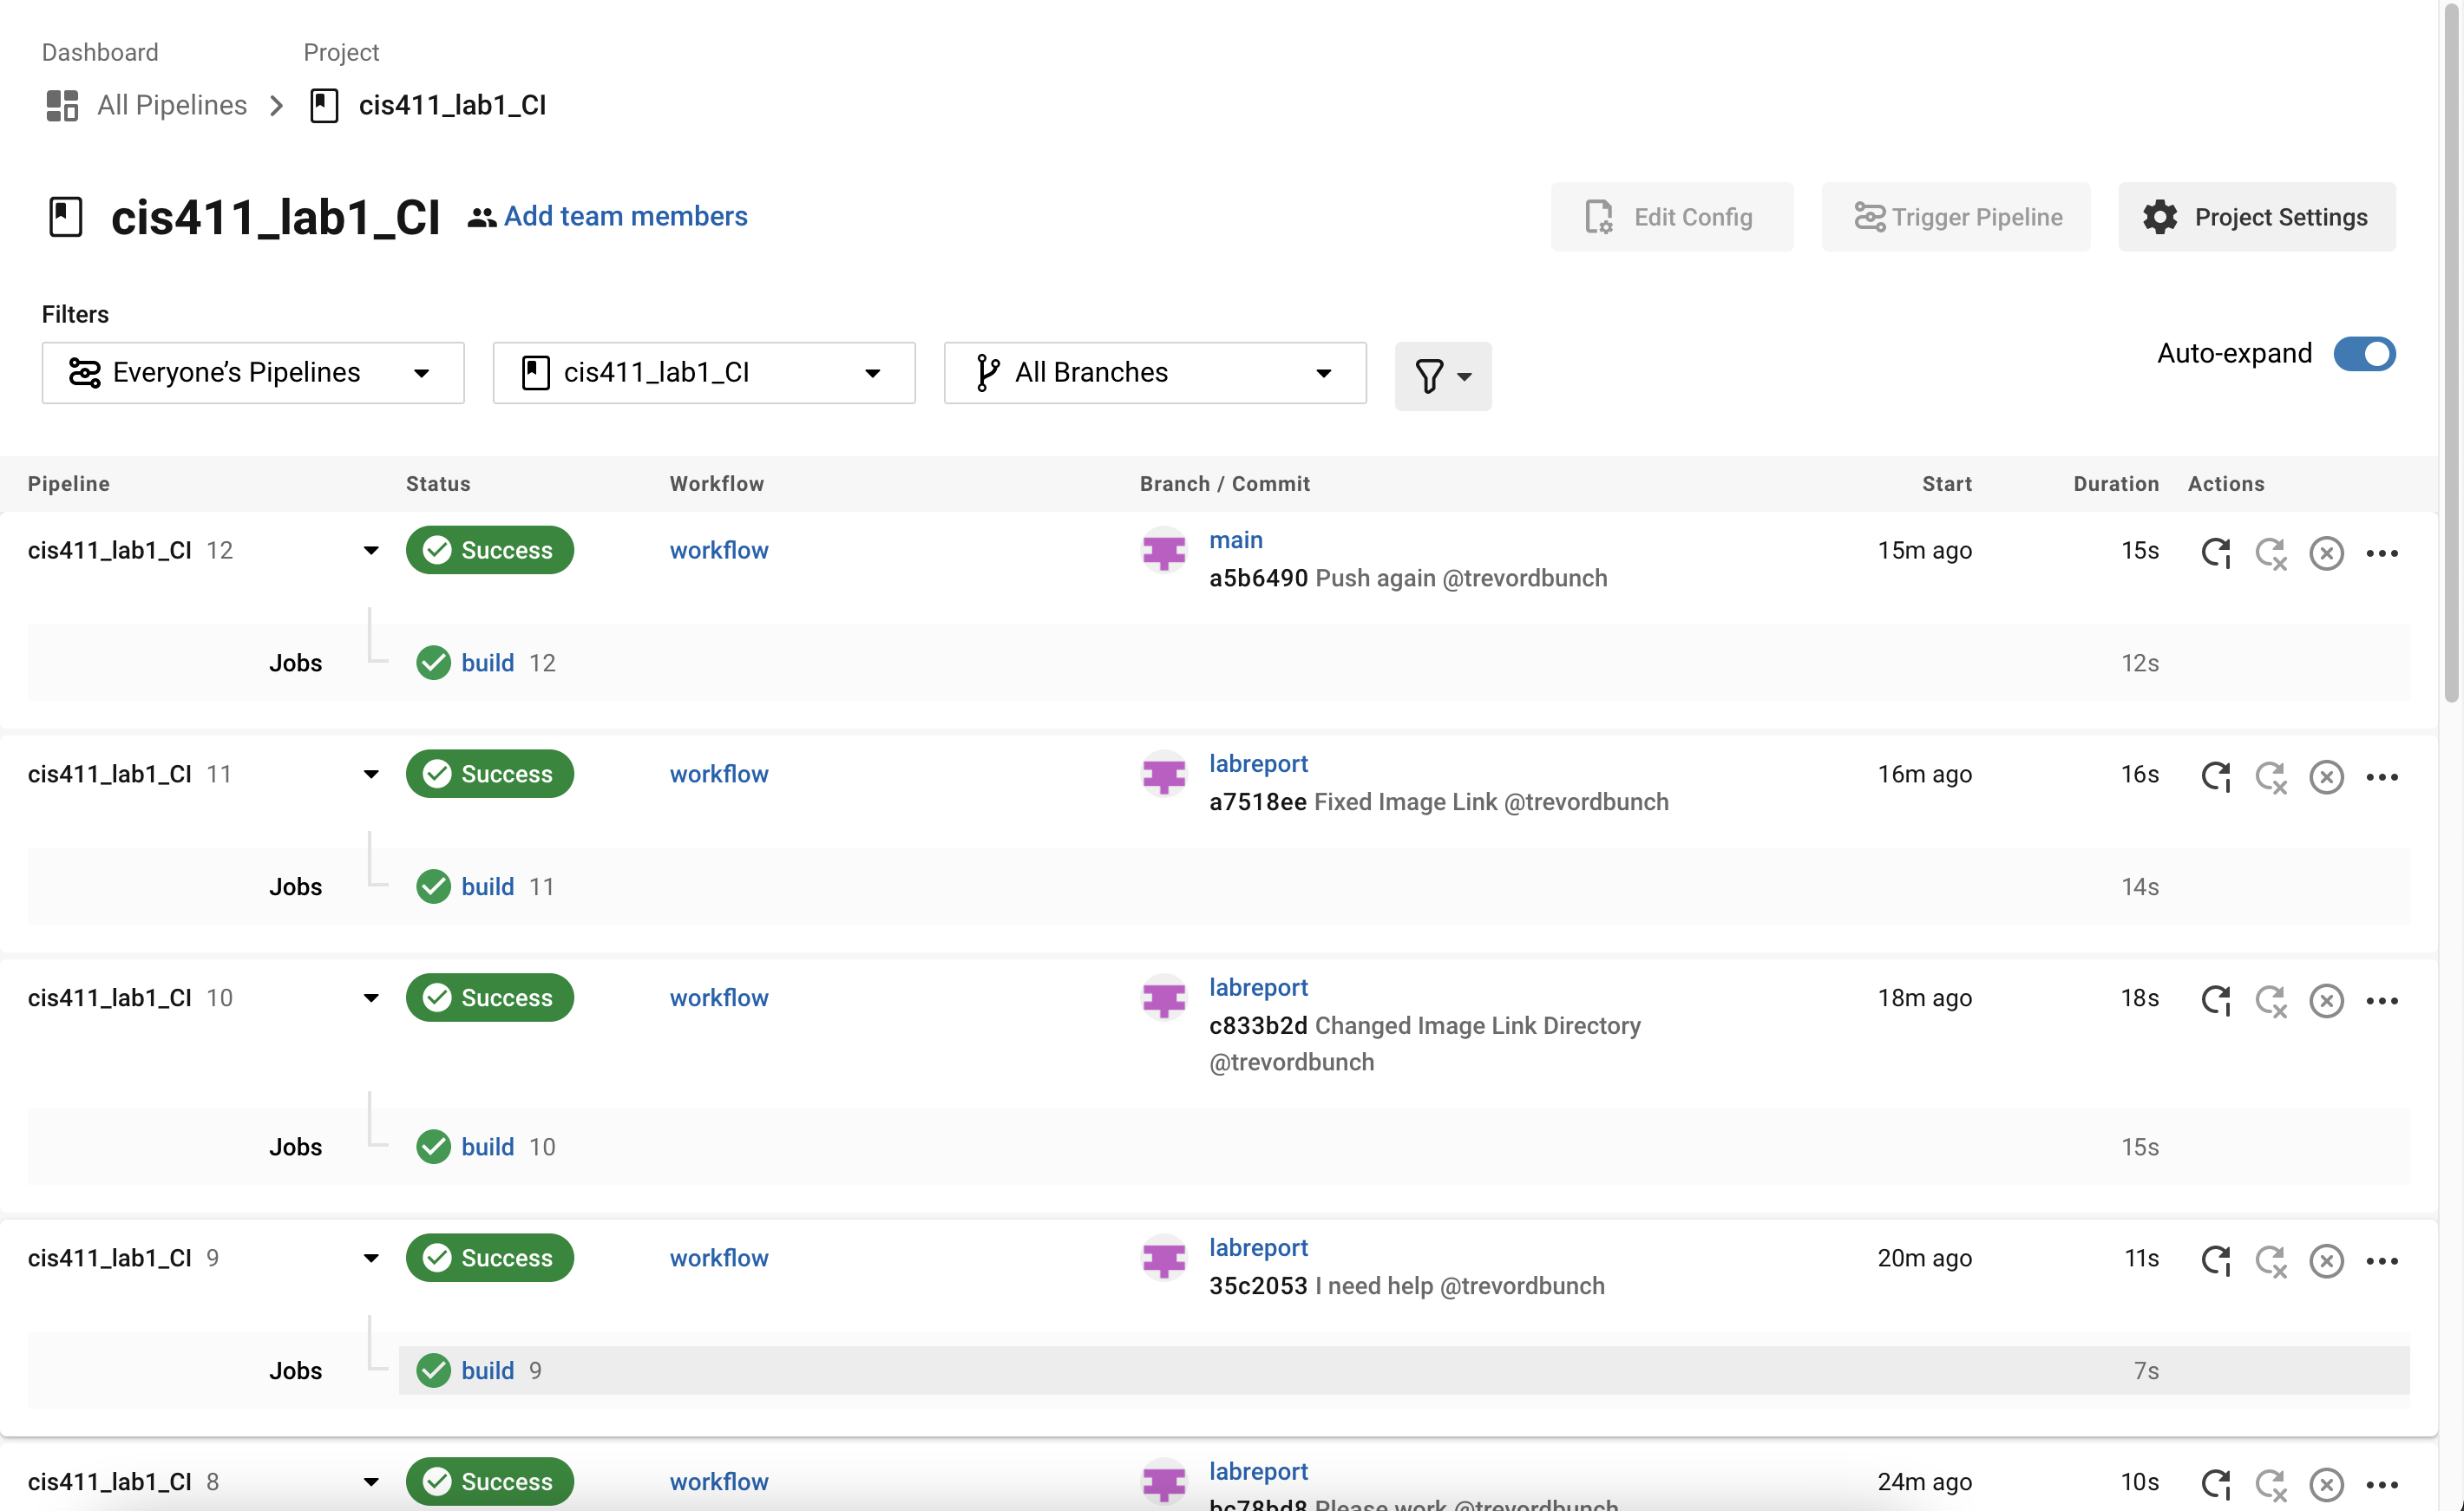 Dashboard
Project
All Pipelines
cis411_lab1_CI
cis411_lab1_CI
Add team members
Edit Config
Trigger Pipeline
Project Settings
Filters
Everyone’s Pipelines
cis411_lab1_CI
All Branches
Auto-expand
Pipeline Status Workflow Branch / Commit Start Duration Actions
cis411_lab1_CI 12 Success workflow main 15m ago 15s
a5b6490 Push again @trevordbunch
Jobs build 12 12s
cis411_lab1_CI 11 Success workflow labreport 16m ago 16s
a7518ee Fixed Image Link @trevordbunch
Jobs build 11 14s
cis411_lab1_CI 10 Success workflow labreport 18m ago 18s
c833b2d Changed Image Link Directory
@trevordbunch
Jobs build 10 15s
cis411_lab1_CI 9 Success workflow labreport 20m ago 11s
35c2053 I need help @trevordbunch
Jobs build 9 7s
cis411_lab1_CI 8 Success workflow labreport 24m ago 10s
bc78bd8 Please work @trevordbunch